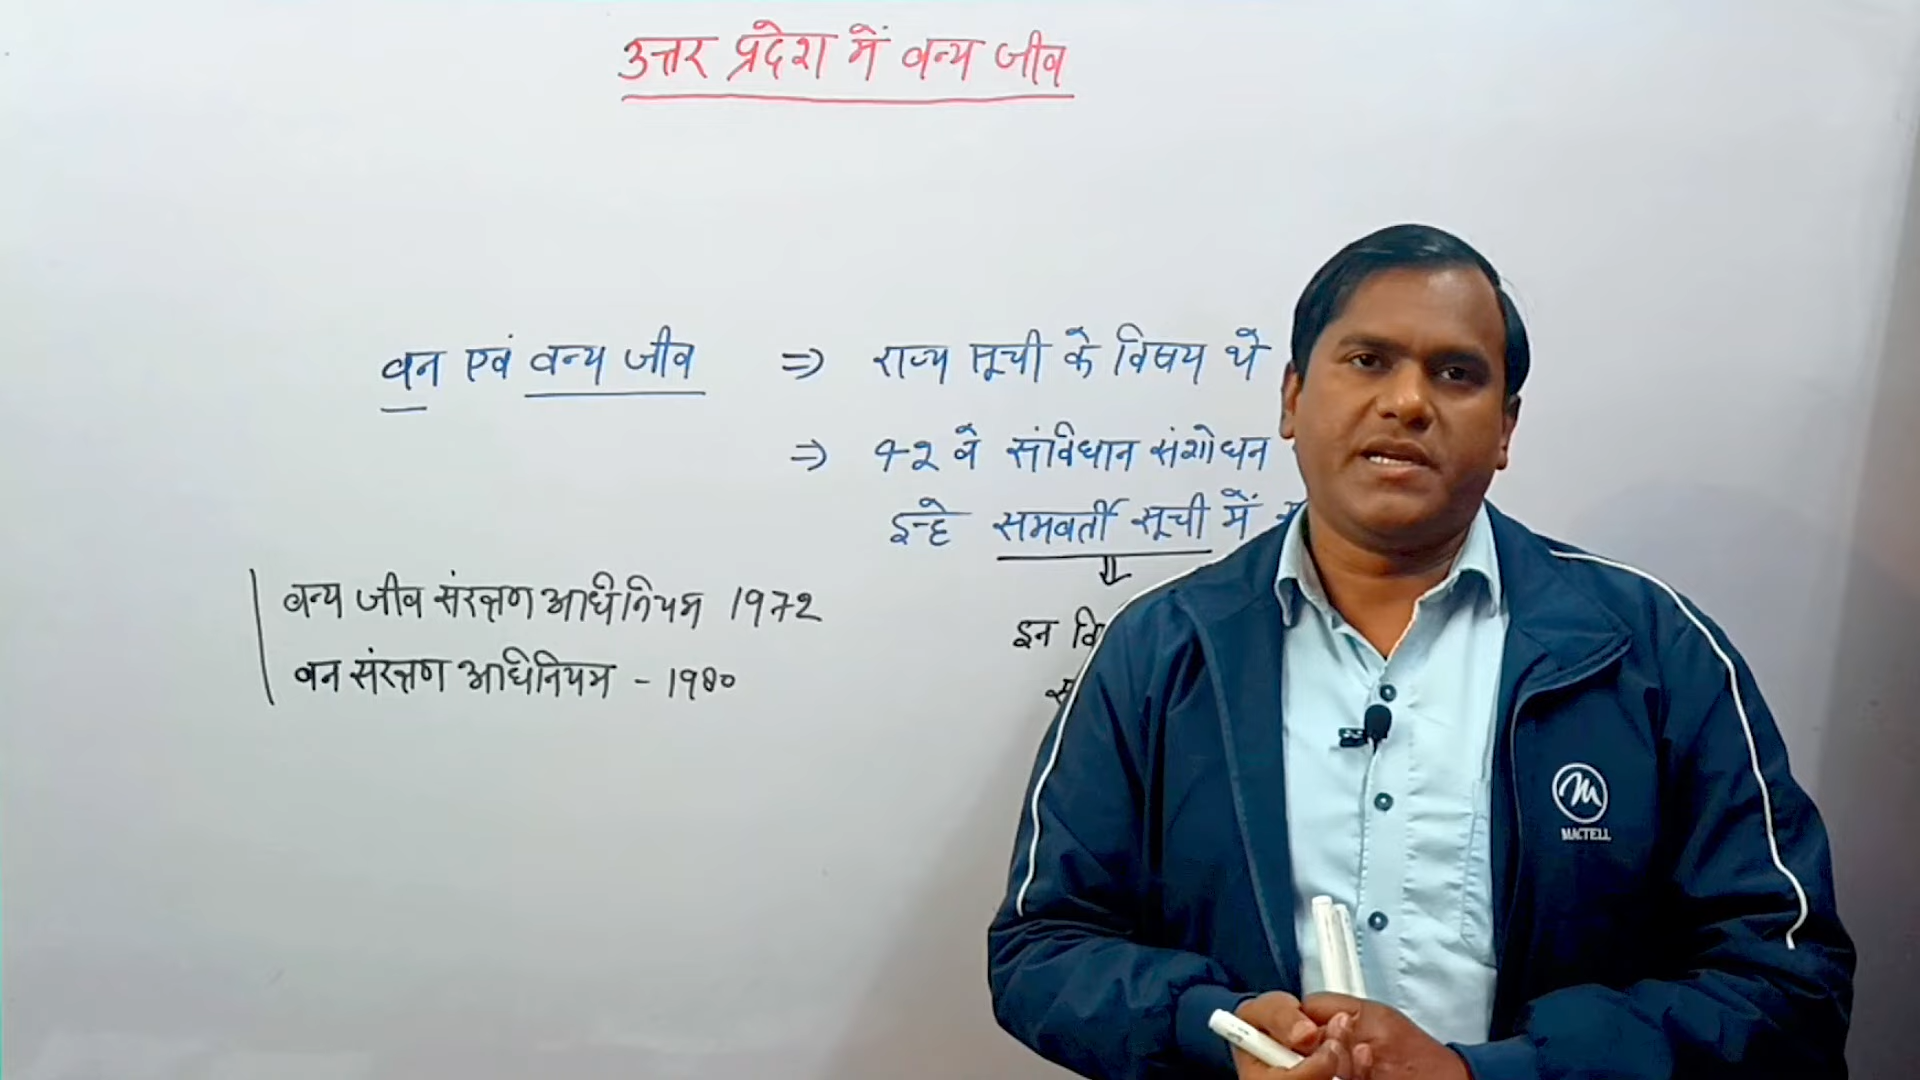 उत्तर प्रदेश में वन्य जीव
वन एवं वन्य जीव ⇒ राज्य सूची के विषय थे
⇒ 42 वे संविधान संशोधन
इन्हे समवर्ती सूची में
वन्य जीव संरक्षण अधिनियम 1972
वन संरक्षण अधिनियम - 1980
इन
MACTELL